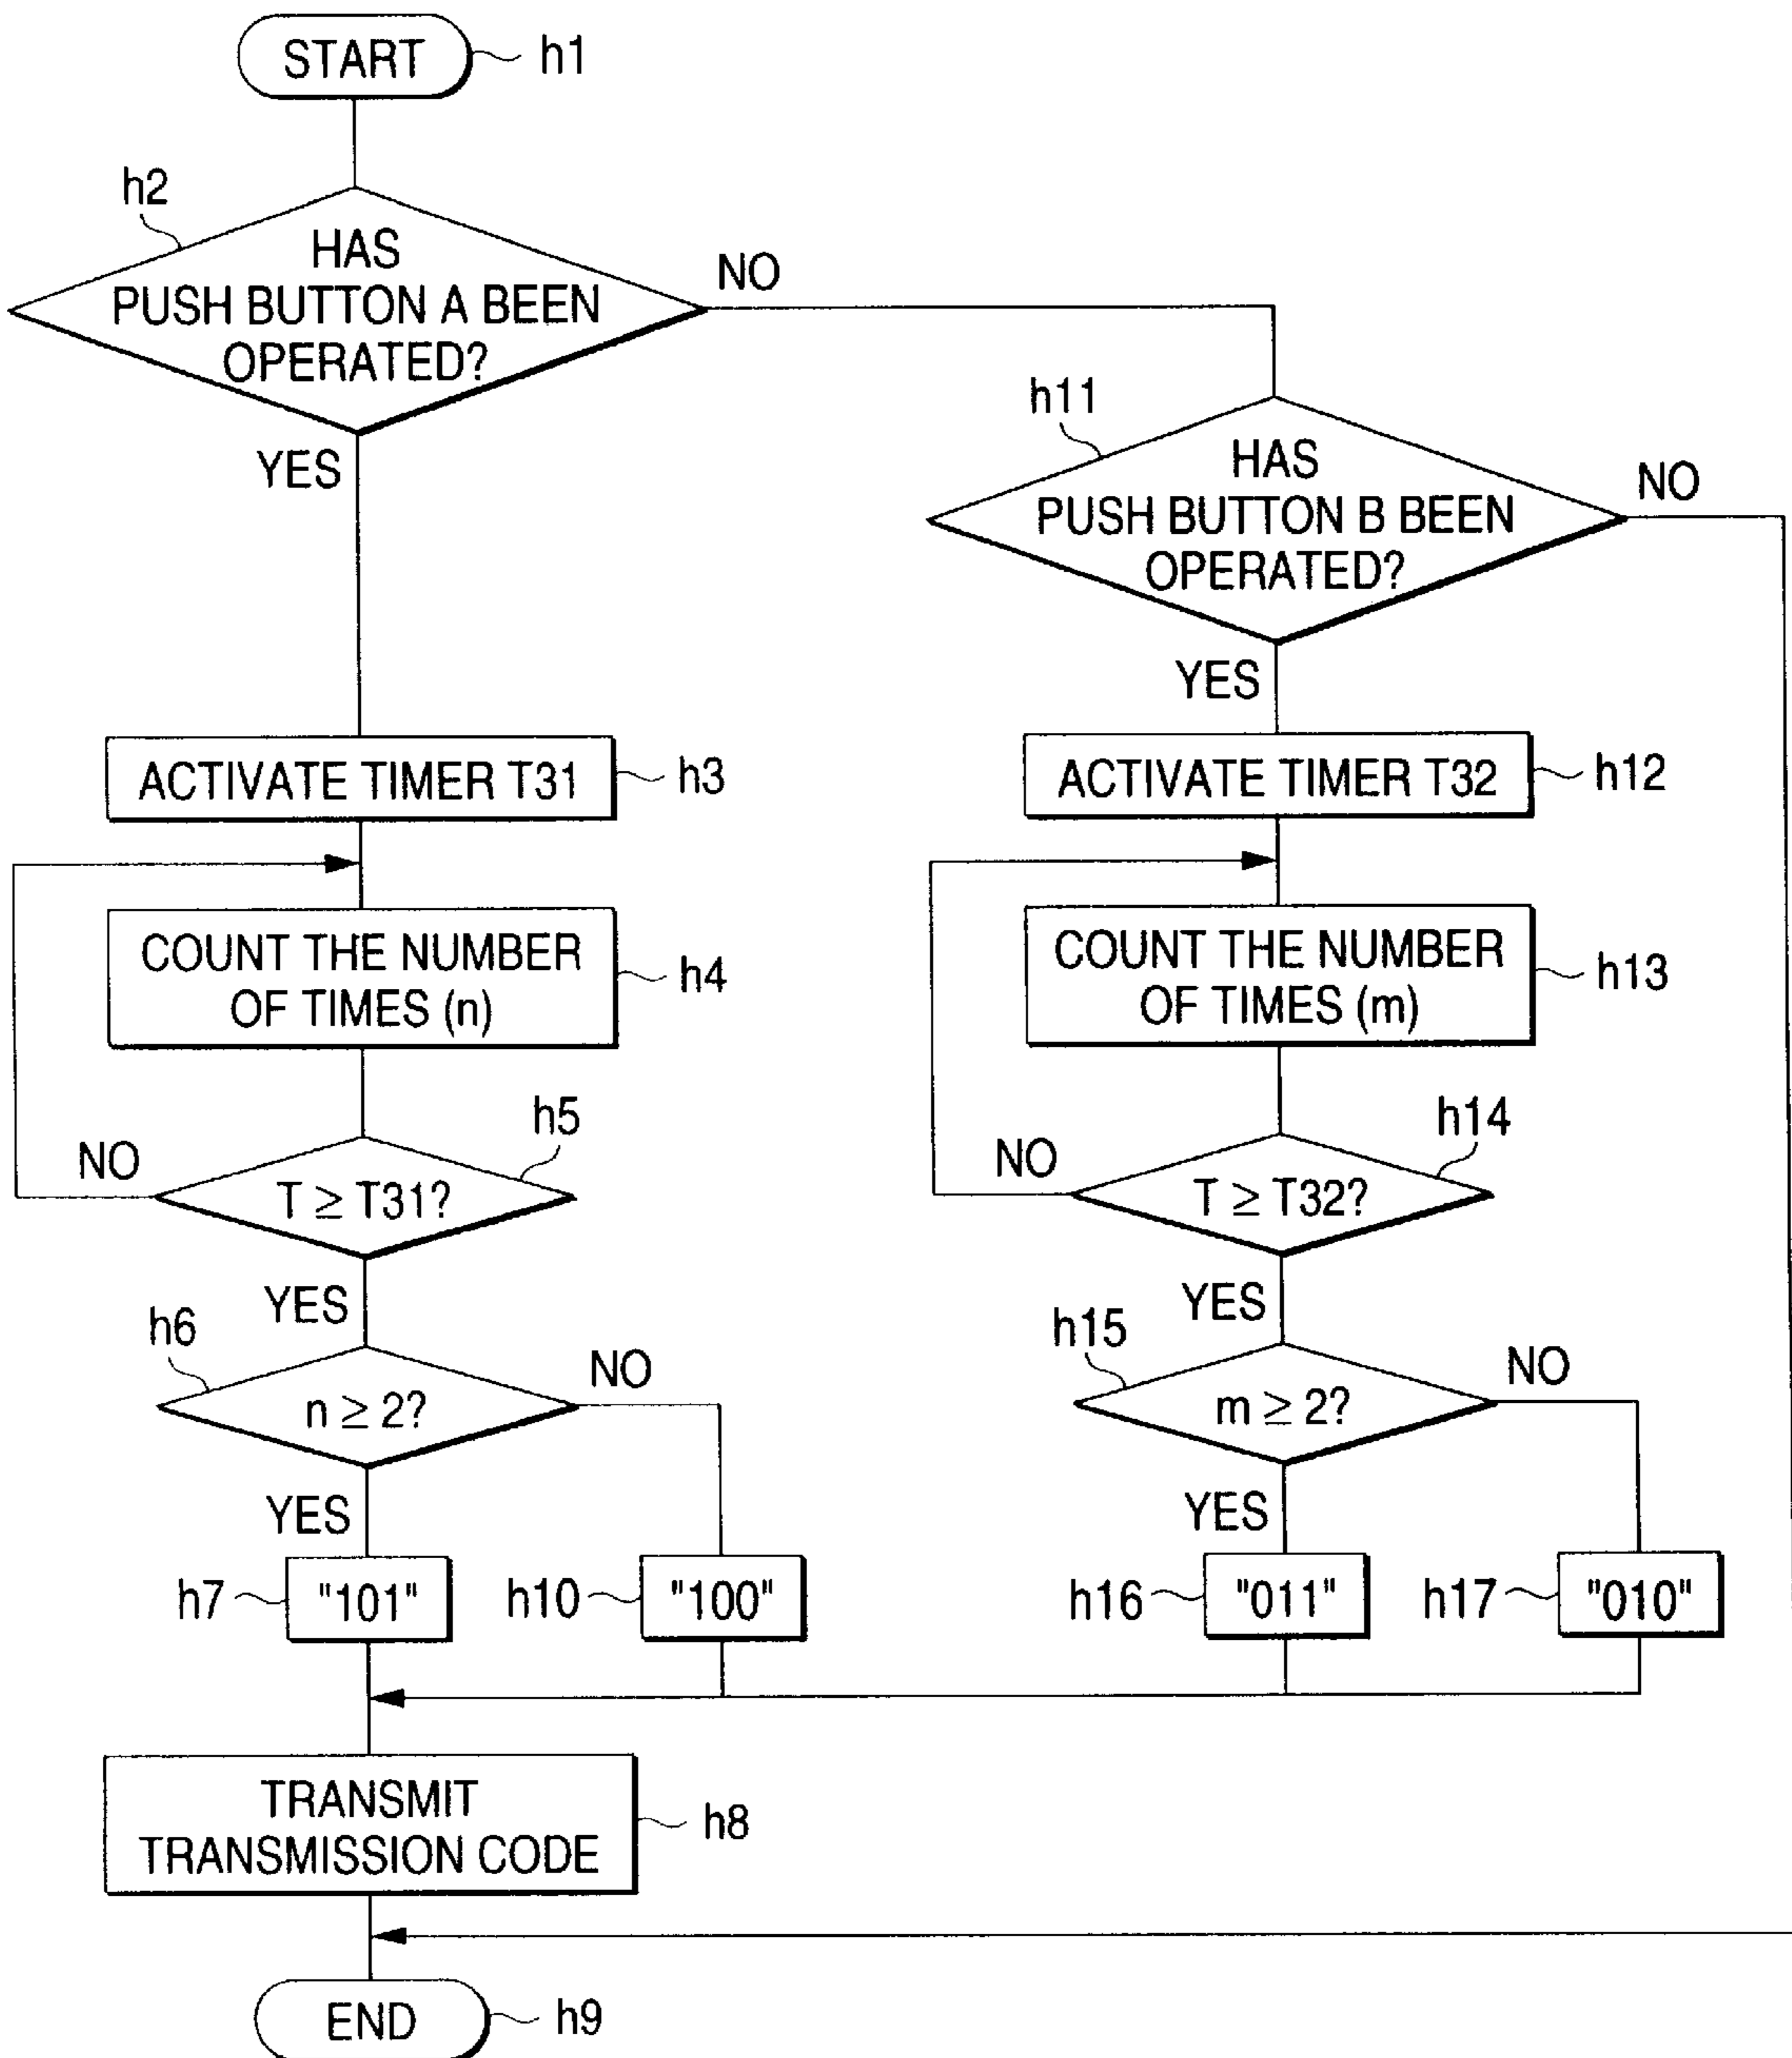 START
h1
h2
HAS
PUSH BUTTON A BEEN
OPERATED?
NO
YES
h11
HAS
PUSH BUTTON B BEEN
OPERATED?
NO
YES
ACTIVATE TIMER T31
h3
ACTIVATE TIMER T32
h12
COUNT THE NUMBER
OF TIMES (n)
h4
COUNT THE NUMBER
OF TIMES (m)
h13
h5
NO
T ≥ T31?
YES
h14
NO
T ≥ T32?
YES
h6
n ≥ 2?
NO
YES
h15
m ≥ 2?
NO
YES
h7
"101"
h10
"100"
h16
"011"
h17
"010"
TRANSMIT
TRANSMISSION CODE
h8
END
h9